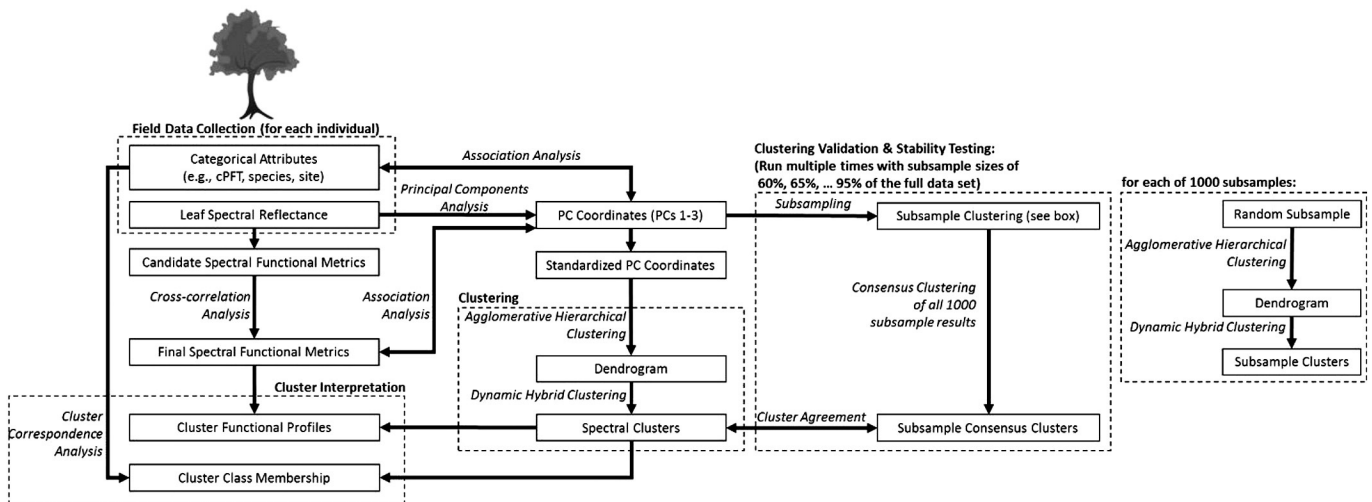 Field Data Collection (for each individual)
Categorical Attributes
(e.g., cPFT, species, site)
Leaf Spectral Reflectance
Candidate Spectral Functional Metrics
Cross-correlation
Analysis
Final Spectral Functional Metrics
Cluster Interpretation
Cluster Functional Profiles
Cluster Class Membership
Cluster
Correspondence
Analysis
Association Analysis
Principal Components
Analysis
Association
Analysis
PC Coordinates (PCs 1-3)
Standardized PC Coordinates
Clustering
Agglomerative Hierarchical
Clustering
Dendrogram
Dynamic Hybrid Clustering
Spectral Clusters
Clustering Validation & Stability Testing:
(Run multiple times with subsample sizes of
60%, 65%, ... 95% of the full data set)
Subsampling
Subsample Clustering (see box)
Consensus Clustering
of all 1000
subsample results
Cluster Agreement
Subsample Consensus Clusters
for each of 1000 subsamples:
Random Subsample
Agglomerative Hierarchical
Clustering
Dendrogram
Dynamic Hybrid Clustering
Subsample Clusters